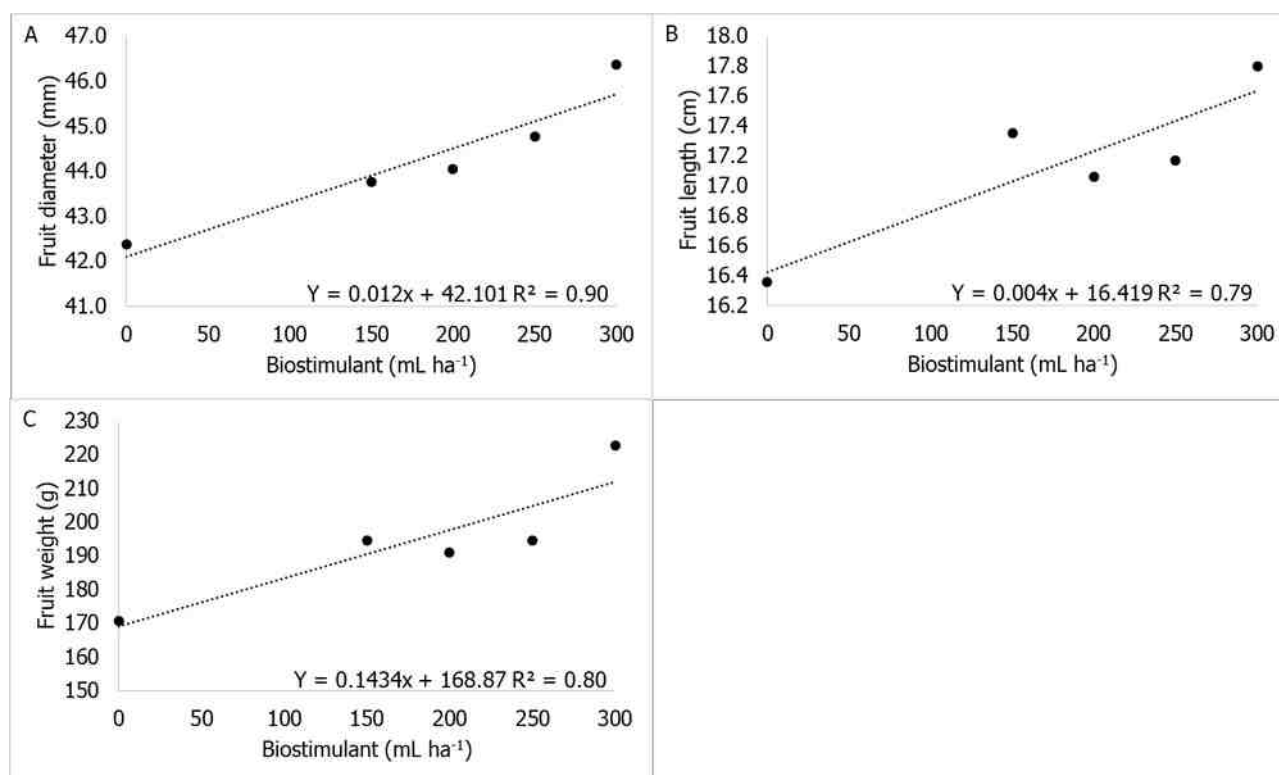 A
Fruit diameter (mm)
47.0
46.0
45.0
44.0
43.0
42.0
41.0
Y = 0.012x + 42.101 R² = 0.90
0 50 100 150 200 250 300
Biostimulant (mL ha⁻¹)
B
Fruit length (cm)
18.0
17.8
17.6
17.4
17.2
17.0
16.8
16.6
16.4
16.2
Y = 0.004x + 16.419 R² = 0.79
0 50 100 150 200 250 300
Biostimulant (mL ha⁻¹)
C
Fruit weight (g)
230
220
210
200
190
180
170
160
150
Y = 0.1434x + 168.87 R² = 0.80
0 50 100 150 200 250 300
Biostimulant (mL ha⁻¹)